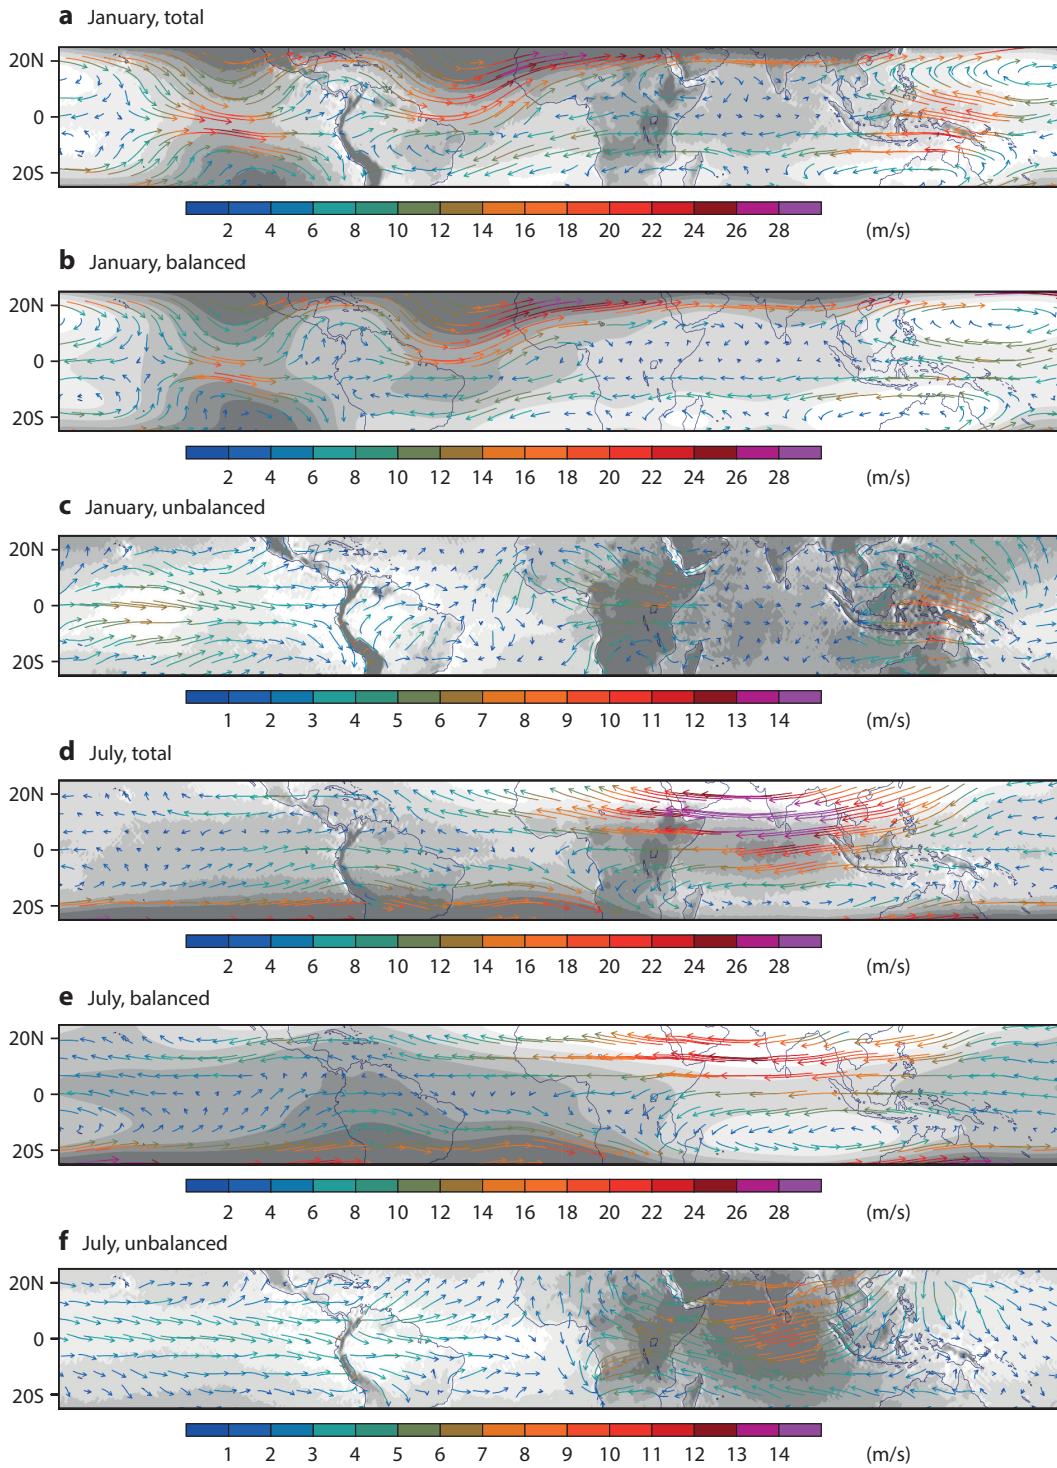 a January, total
20N
0
20S
2 4 6 8 10 12 14 16 18 20 22 24 26 28 (m/s)
b January, balanced
20N
0
20S
2 4 6 8 10 12 14 16 18 20 22 24 26 28 (m/s)
c January, unbalanced
20N
0
20S
1 2 3 4 5 6 7 8 9 10 11 12 13 14 (m/s)
d July, total
20N
0
20S
2 4 6 8 10 12 14 16 18 20 22 24 26 28 (m/s)
e July, balanced
20N
0
20S
2 4 6 8 10 12 14 16 18 20 22 24 26 28 (m/s)
f July, unbalanced
20N
0
20S
1 2 3 4 5 6 7 8 9 10 11 12 13 14 (m/s)